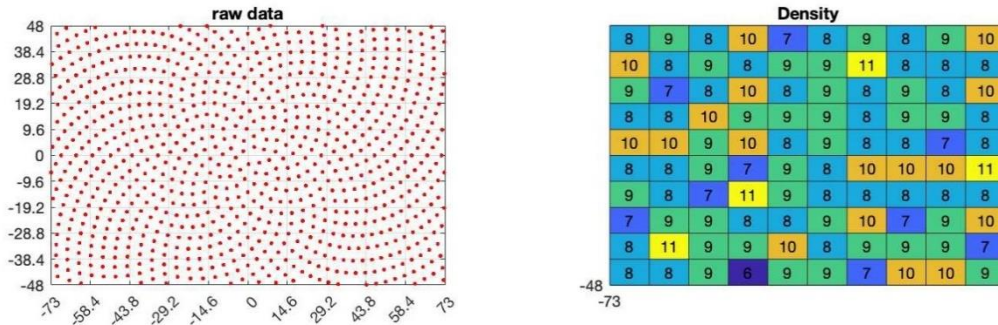 raw data
48
38.4
28.8
19.2
9.6
0
-9.6
-19.2
-28.8
-38.4
-48
-73 -58.4 -43.8 -29.2 -14.6 0 14.6 29.2 43.8 58.4 73
Density
8 9 8 10 7 8 9 8 9 10
10 8 9 8 9 9 11 8 8 8
9 7 8 10 8 9 8 9 8 10
8 8 10 9 9 9 8 9 9 8
10 10 9 10 8 9 8 8 7 8
8 8 9 7 9 8 10 10 10 11
9 8 7 11 9 8 8 8 8 8
7 9 9 8 8 9 10 7 9 10
8 11 9 9 10 8 9 9 9 7
8 8 9 6 9 9 7 10 10 9
-48
-73